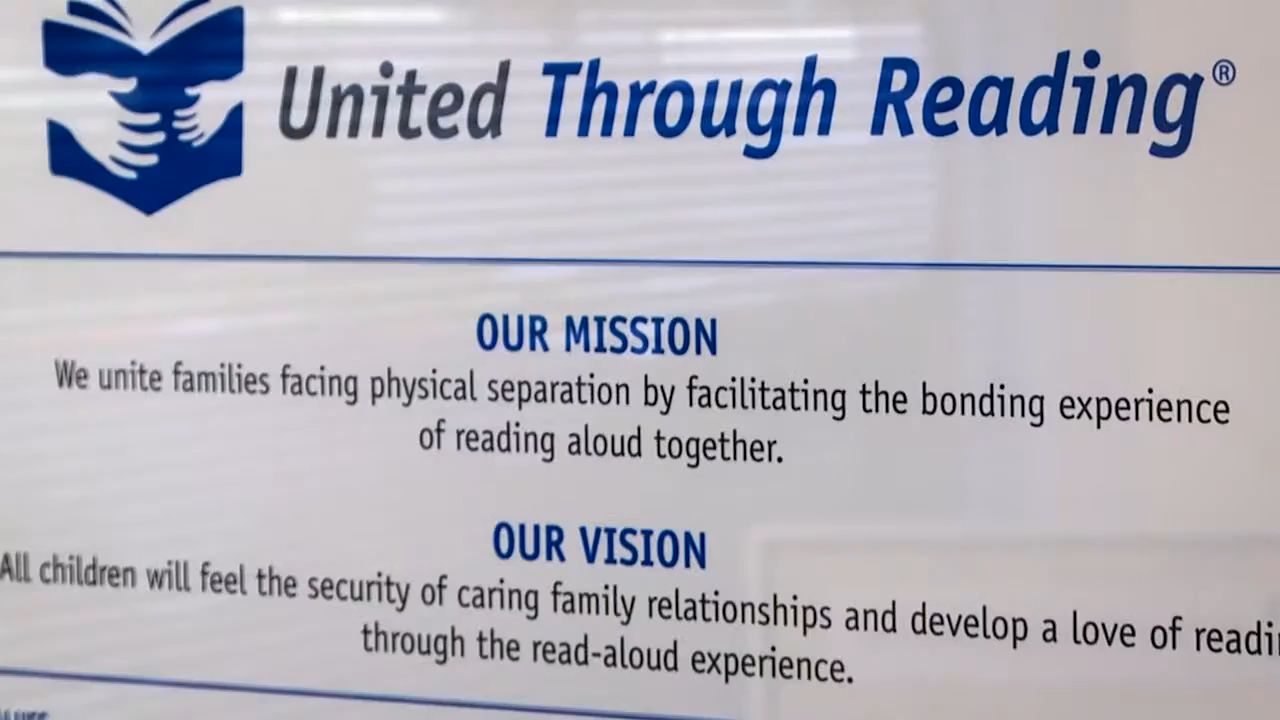 United Through Reading®
OUR MISSION
We unite families facing physical separation by facilitating the bonding experience
of reading aloud together.
OUR VISION
All children will feel the security of caring family relationships and develop a love of readi
through the read-aloud experience.